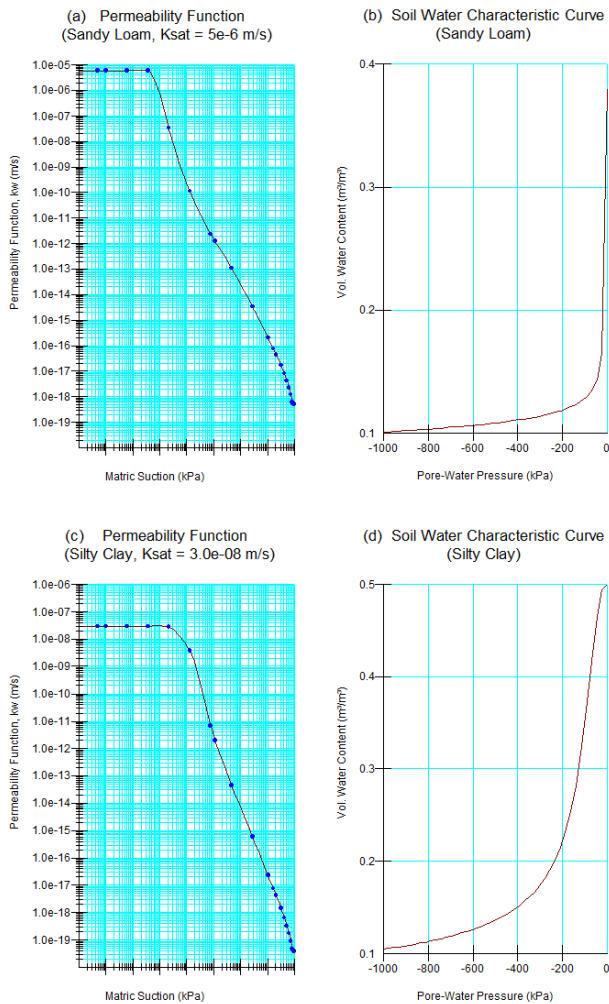 (a) Permeability Function
(Sandy Loam, Ksat = 5e-6 m/s)
1.0e-05
1.0e-06
1.0e-07
1.0e-08
1.0e-09
1.0e-10
1.0e-11
1.0e-12
1.0e-13
1.0e-14
1.0e-15
1.0e-16
1.0e-17
1.0e-18
1.0e-19
Permeability Function, kw (m/s)
Matric Suction (kPa)
(b) Soil Water Characteristic Curve
(Sandy Loam)
0.4
0.3
0.2
0.1
Vol. Water Content (m³/m³)
-1000 -800 -600 -400 -200 0
Pore-Water Pressure (kPa)
(c) Permeability Function
(Silty Clay, Ksat = 3.0e-08 m/s)
1.0e-06
1.0e-07
1.0e-08
1.0e-09
1.0e-10
1.0e-11
1.0e-12
1.0e-13
1.0e-14
1.0e-15
1.0e-16
1.0e-17
1.0e-18
1.0e-19
Permeability Function, kw (m/s)
Matric Suction (kPa)
(d) Soil Water Characteristic Curve
(Silty Clay)
0.5
0.4
0.3
0.2
0.1
Vol. Water Content (m³/m³)
-1000 -800 -600 -400 -200 0
Pore-Water Pressure (kPa)